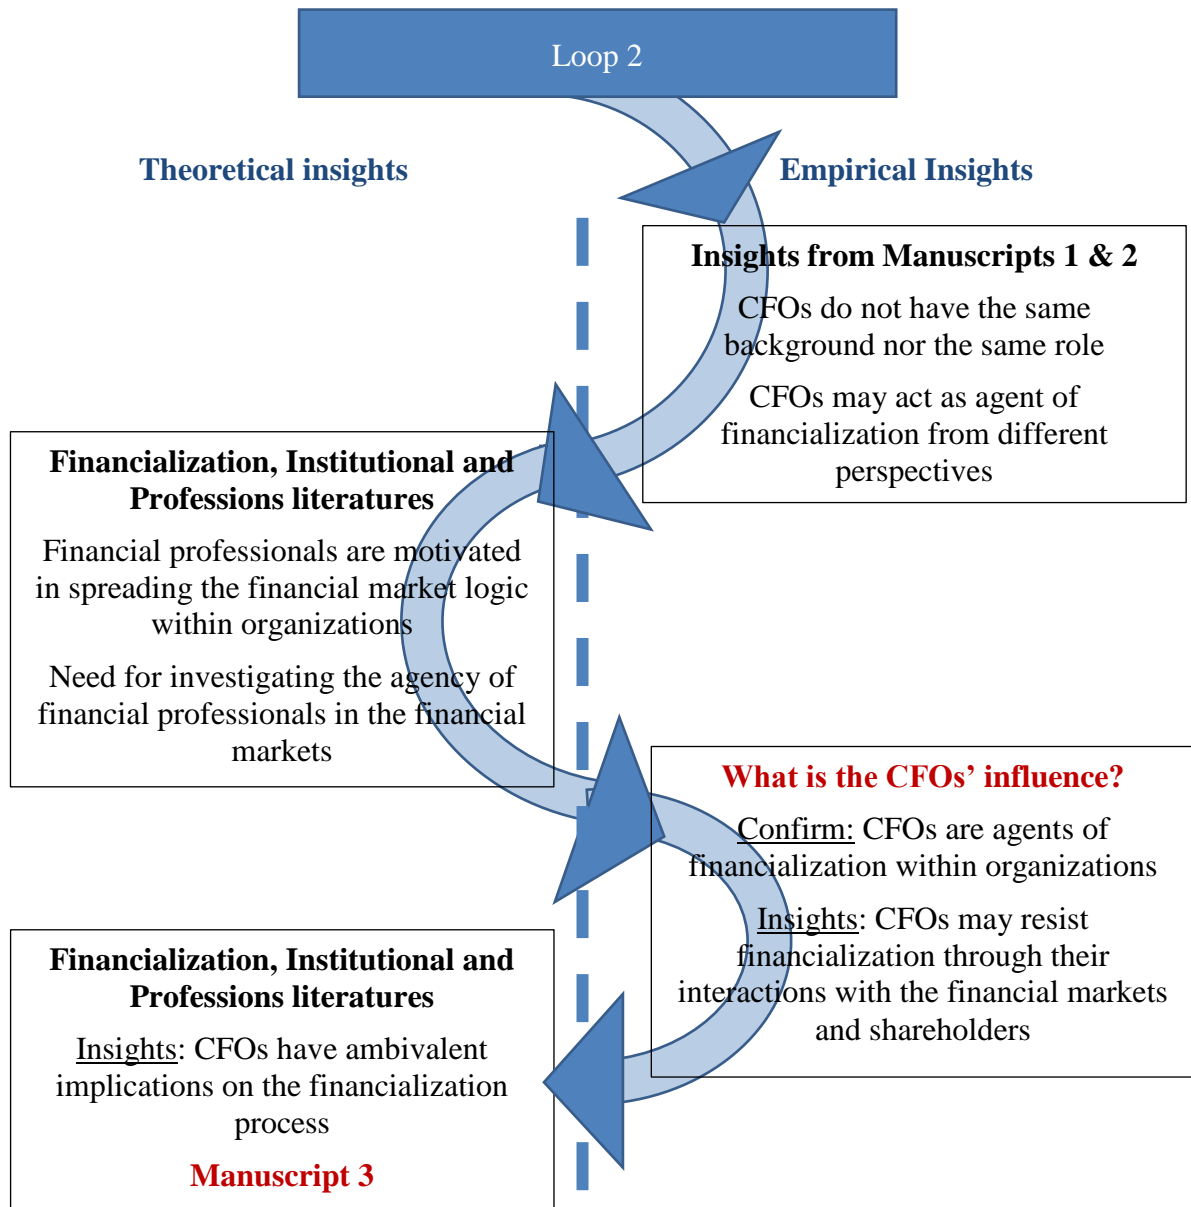 Loop 2
Theoretical insights
Empirical Insights
Insights from Manuscripts 1 & 2
CFOs do not have the same
background nor the same role
CFOs may act as agent of
financialization from different
perspectives
Financialization, Institutional and
Professions literatures
Financial professionals are motivated
in spreading the financial market logic
within organizations
Need for investigating the agency of
financial professionals in the financial
markets
What is the CFOs’ influence?
Confirm: CFOs are agents of
financialization within organizations
Insights: CFOs may resist
financialization through their
interactions with the financial markets
and shareholders
Financialization, Institutional and
Professions literatures
Insights: CFOs have ambivalent
implications on the financialization
process
Manuscript 3